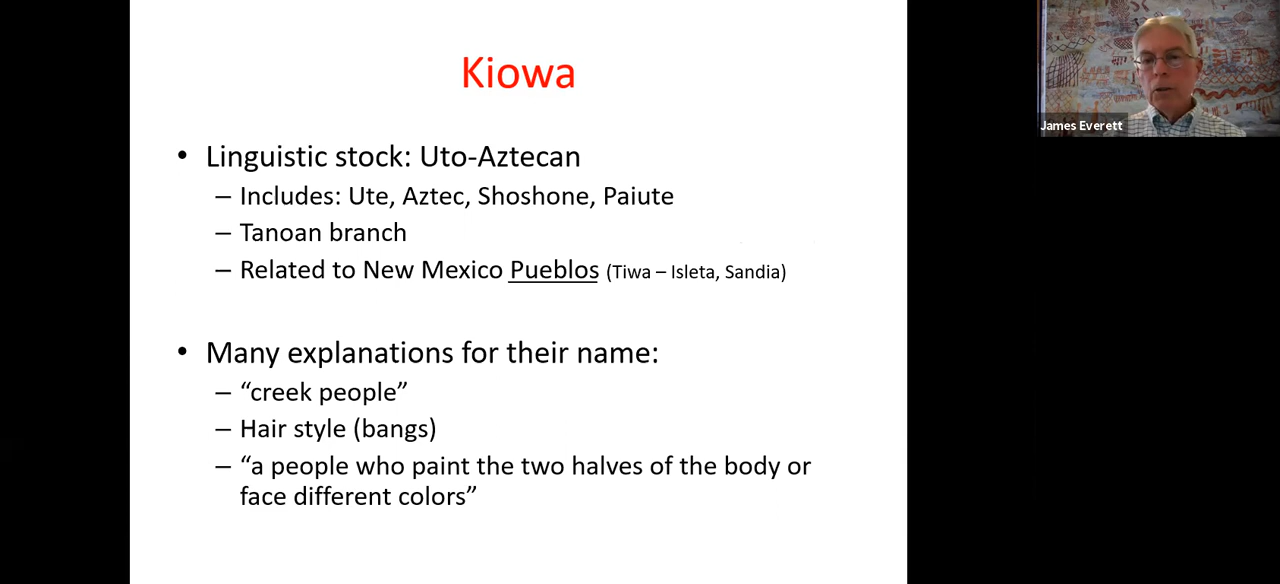 Kiowa
• Linguistic stock: Uto-Aztecan
– Includes: Ute, Aztec, Shoshone, Paiute
– Tanoan branch
– Related to New Mexico Pueblos (Tiwa – Isleta, Sandia)
• Many explanations for their name:
– “creek people”
– Hair style (bangs)
– “a people who paint the two halves of the body or
face different colors”
James Everett